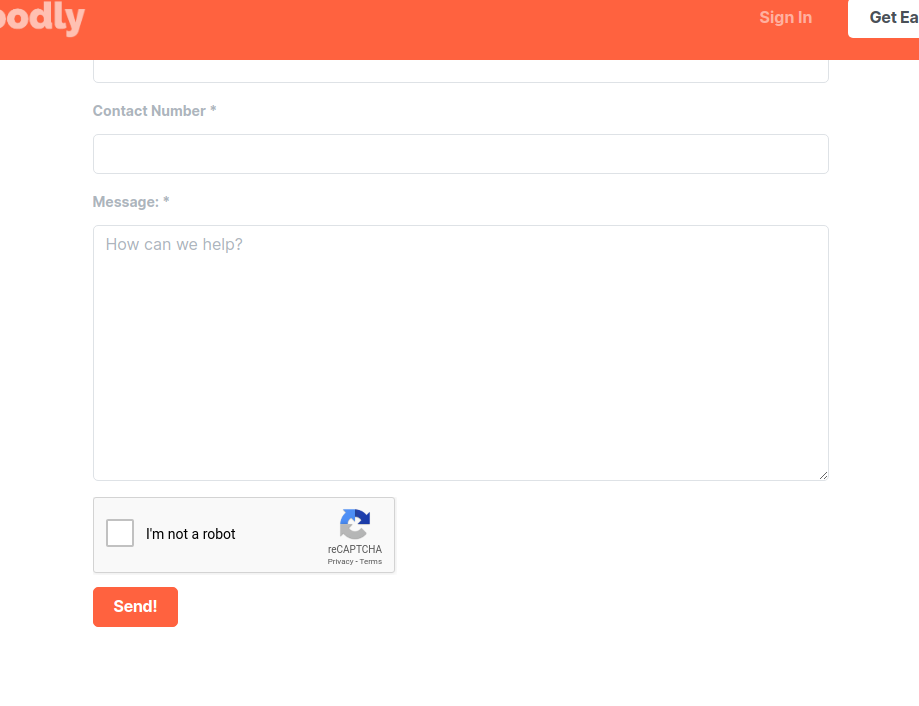 oodly
Sign In
Get Ea
Contact Number *
Message: *
How can we help?
I'm not a robot
reCAPTCHA
Privacy - Terms
Send!